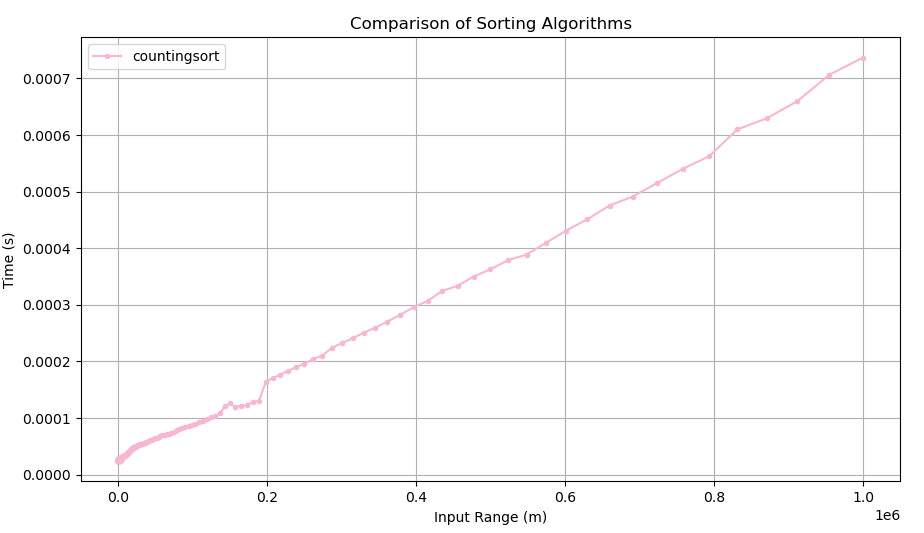 Comparison of Sorting Algorithms
countingsort
0.0007
0.0006
0.0005
0.0004
0.0003
0.0002
0.0001
0.0000
Time (s)
0.0 0.2 0.4 0.6 0.8 1.0
1e6
Input Range (m)